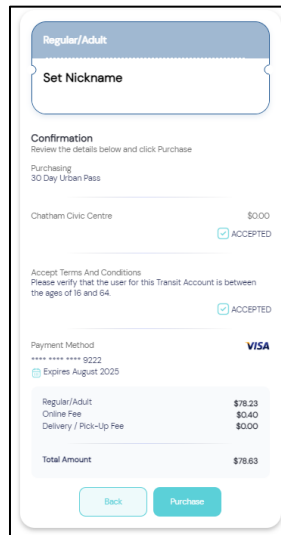 Regular/Adult
Set Nickname
Confirmation
Review the details below and click Purchase
Purchasing
30 Day Urban Pass
Chatham Civic Centre $0.00
ACCEPTED
Accept Terms And Conditions
Please verify that the user for this Transit Account is between
the ages of 16 and 64.
ACCEPTED
Payment Method VISA
**** **** **** 9222
Expires August 2025
Regular/Adult $78.23
Online Fee $0.40
Delivery / Pick-Up Fee $0.00
Total Amount $78.63
Back Purchase